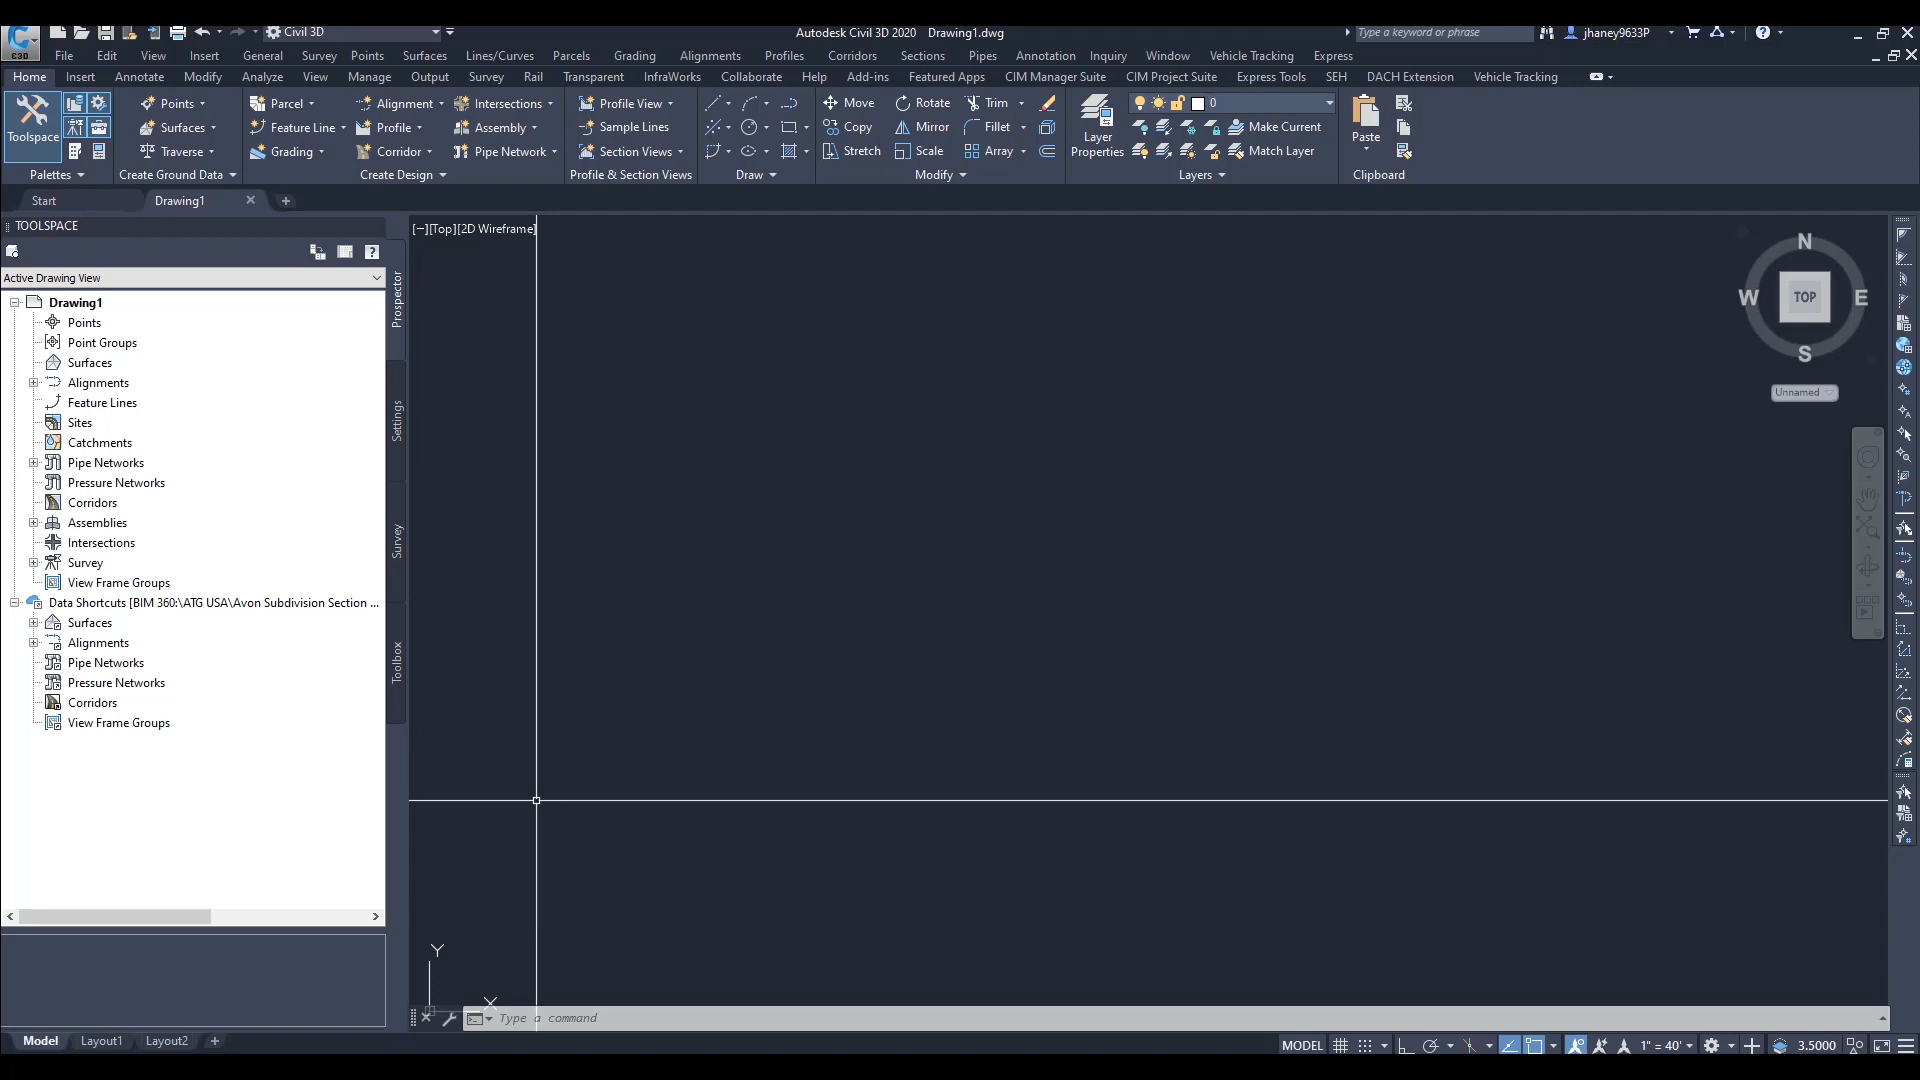 Civil 3D
Autodesk Civil 3D 2020 Drawing1.dwg
Type a keyword or phrase
jhaney9633P
C3D
File Edit View Insert General Survey Points Surfaces Lines/Curves Parcels Grading Alignments Profiles Corridors Sections Pipes Annotation Inquiry Window Vehicle Tracking Express
Home Insert Annotate Modify Analyze View Manage Output Survey Rail Transparent InfraWorks Collaborate Help Add-ins Featured Apps CIM Manager Suite CIM Project Suite Express Tools SEH DACH Extension Vehicle Tracking
Points Parcel Alignment Intersections Profile View Move Rotate Trim 0
Toolspace Surfaces Feature Line Profile Assembly Sample Lines Copy Mirror Fillet Layer Properties Make Current Paste
Traverse Grading Corridor Pipe Network Section Views Stretch Scale Array Match Layer
Palettes Create Ground Data Create Design Profile & Section Views Draw Modify Layers Clipboard
Start Drawing1
TOOLSPACE
[−][Top][2D Wireframe]
Active Drawing View
Drawing1
Points
Point Groups
Surfaces
Alignments
Feature Lines
Sites
Catchments
Pipe Networks
Pressure Networks
Corridors
Assemblies
Intersections
Survey
View Frame Groups
Data Shortcuts [BIM 360:\ATG USA\Avon Subdivision Section ...
Surfaces
Alignments
Pipe Networks
Pressure Networks
Corridors
View Frame Groups
Prospector
Settings
Survey
Toolbox
N
W TOP E
S
Unnamed
Y
X
Type a command
Model Layout1 Layout2
MODEL 1" = 40' 3.5000